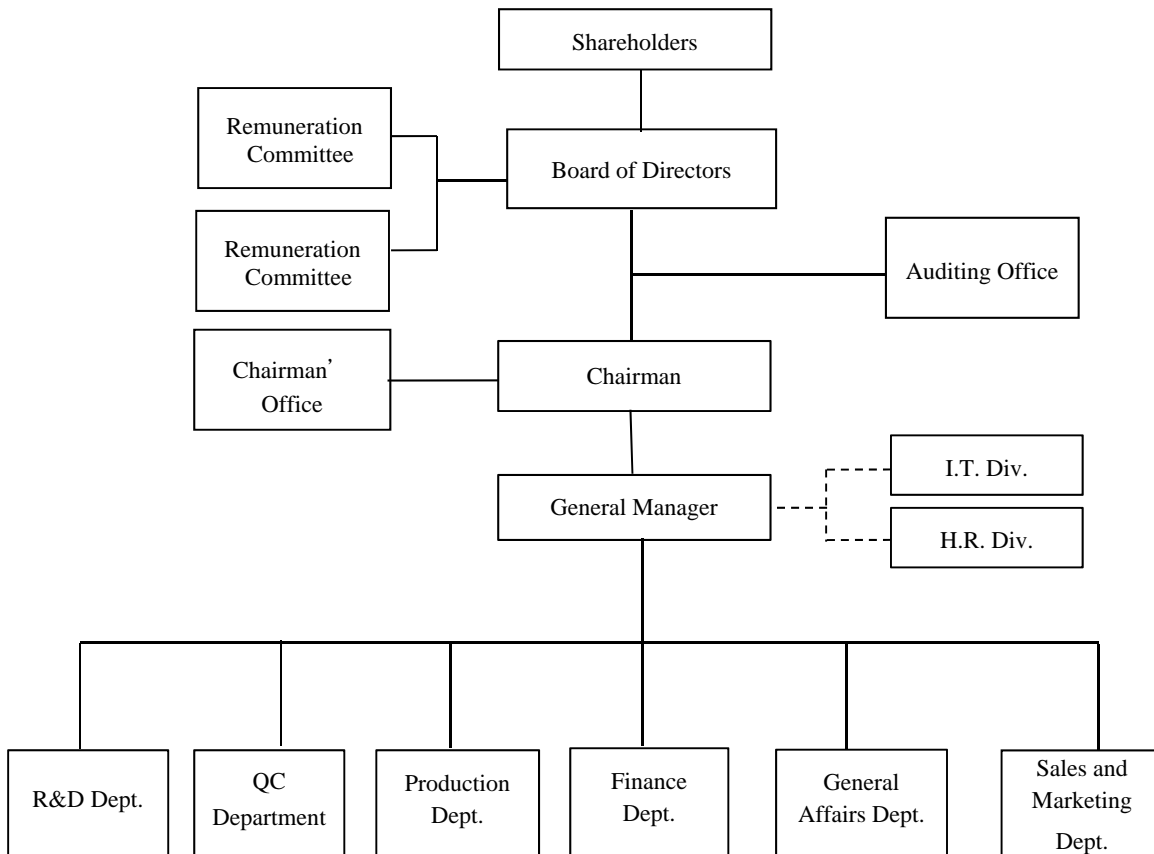 Shareholders
Remuneration
Committee
Board of Directors
Remuneration
Committee
Auditing Office
Chairman’
Office
Chairman
I.T. Div.
General Manager
H.R. Div.
R&D Dept.
QC
Department
Production
Dept.
Finance
Dept.
General
Affairs Dept.
Sales and
Marketing
Dept.